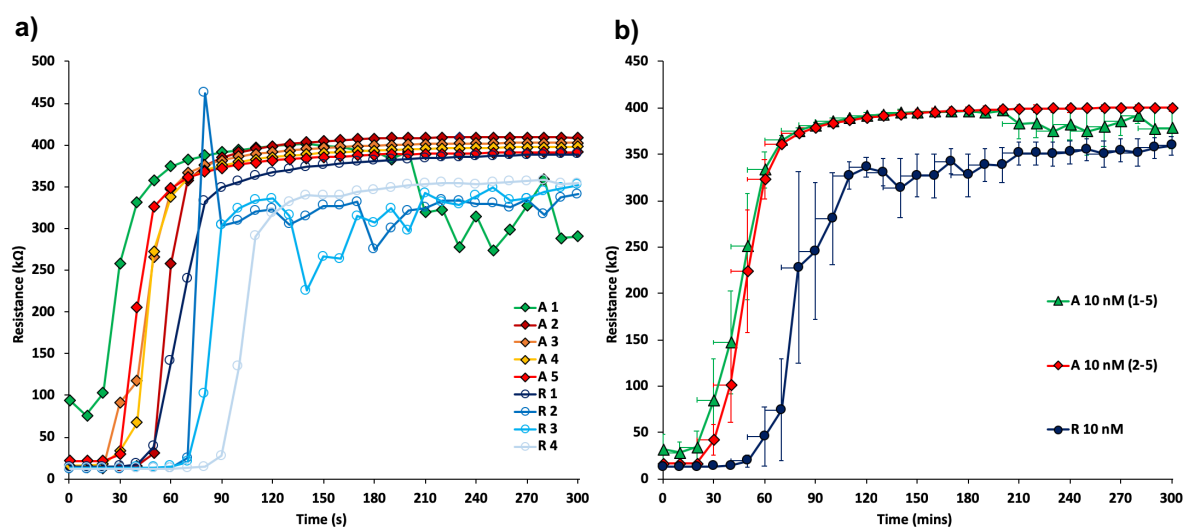 a)
500
450
400
350
300
250
200
150
100
50
0
Resistance (kΩ)
0 30 60 90 120 150 180 210 240 270 300
Time (s)
A 1
A 2
A 3
A 4
A 5
R 1
R 2
R 3
R 4
b)
450
400
350
300
250
200
150
100
50
0
Resistance (kΩ)
0 30 60 90 120 150 180 210 240 270 300
Time (mins)
A 10 nM (1-5)
A 10 nM (2-5)
R 10 nM